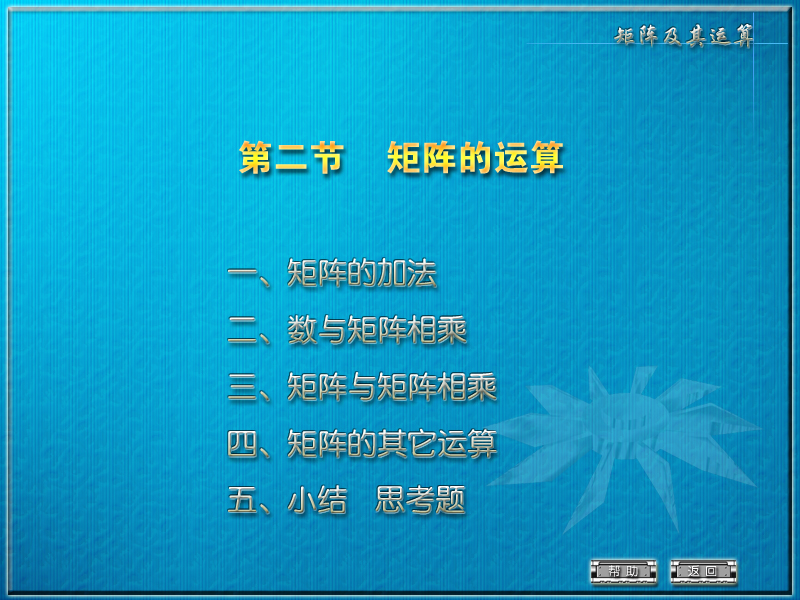 矩阵及其运算
第二节 矩阵的运算
一、矩阵的加法
二、数与矩阵相乘
三、矩阵与矩阵相乘
四、矩阵的其它运算
五、小结 思考题
帮助 返回